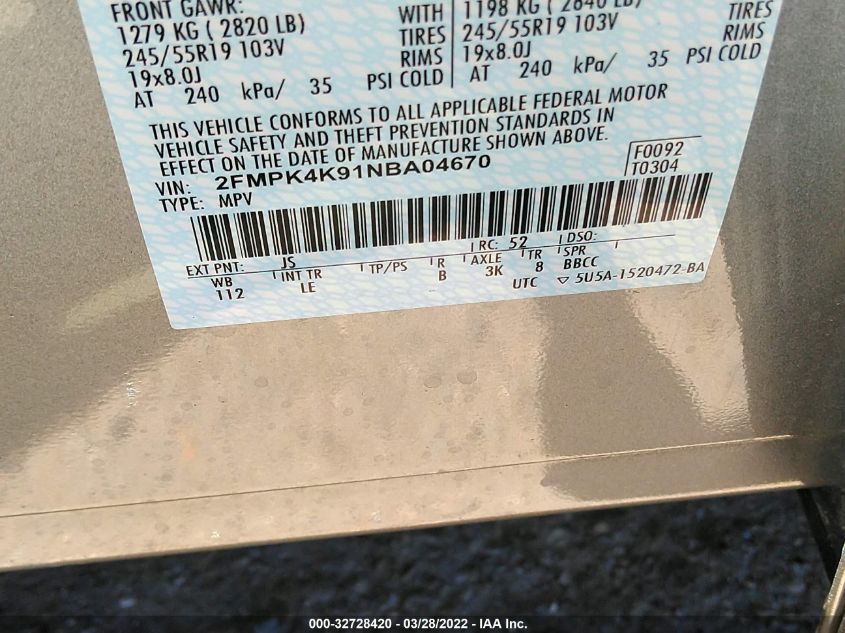 FRONT GAWR:
1279 KG ( 2820 LB) WITH 1198 KG ( 2640 LB)
245/55R19 103V TIRES 245/55R19 103V TIRES
19x8.0J RIMS 19x8.0J RIMS
AT 240 kPa/ 35 PSI COLD AT 240 kPa/ 35 PSI COLD
THIS VEHICLE CONFORMS TO ALL APPLICABLE FEDERAL MOTOR
VEHICLE SAFETY AND THEFT PREVENTION STANDARDS IN
EFFECT ON THE DATE OF MANUFACTURE SHOWN ABOVE.
VIN: 2FMPK4K91NBA04670 F0092
TYPE: MPV T0304
EXT PNT: JS RC: 52 DSO:
WB INT TR TP/PS R AXLE TR SPR
112 LE B 3K 8 BBCC
UTC ▽ 5U5A-1520472-BA
000-32728420 / 03/28/2022 - IAA Inc.